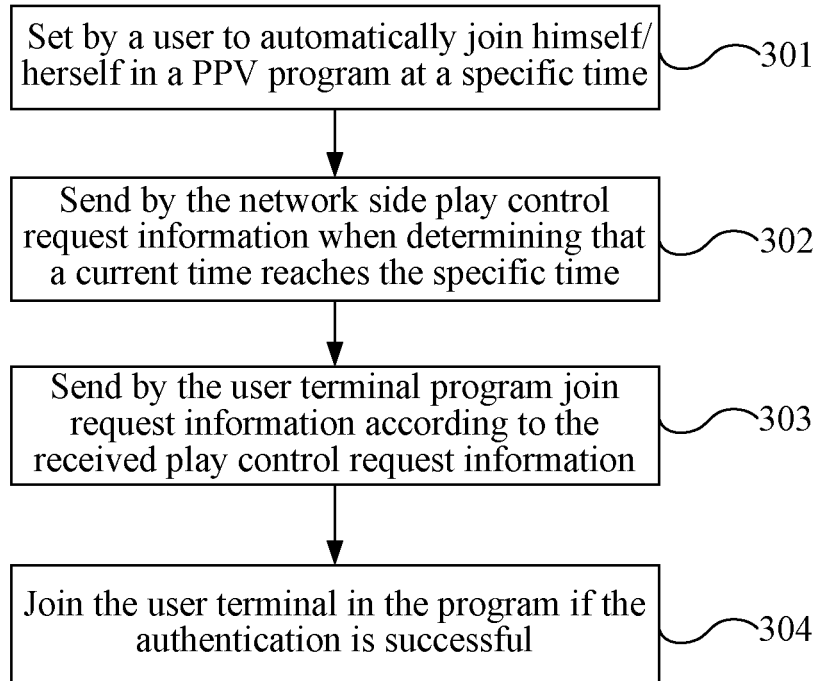 Set by a user to automatically join himself/
herself in a PPV program at a specific time
301
Send by the network side play control
request information when determining that
a current time reaches the specific time
302
Send by the user terminal program join
request information according to the
received play control request information
303
Join the user terminal in the program if the
authentication is successful
304